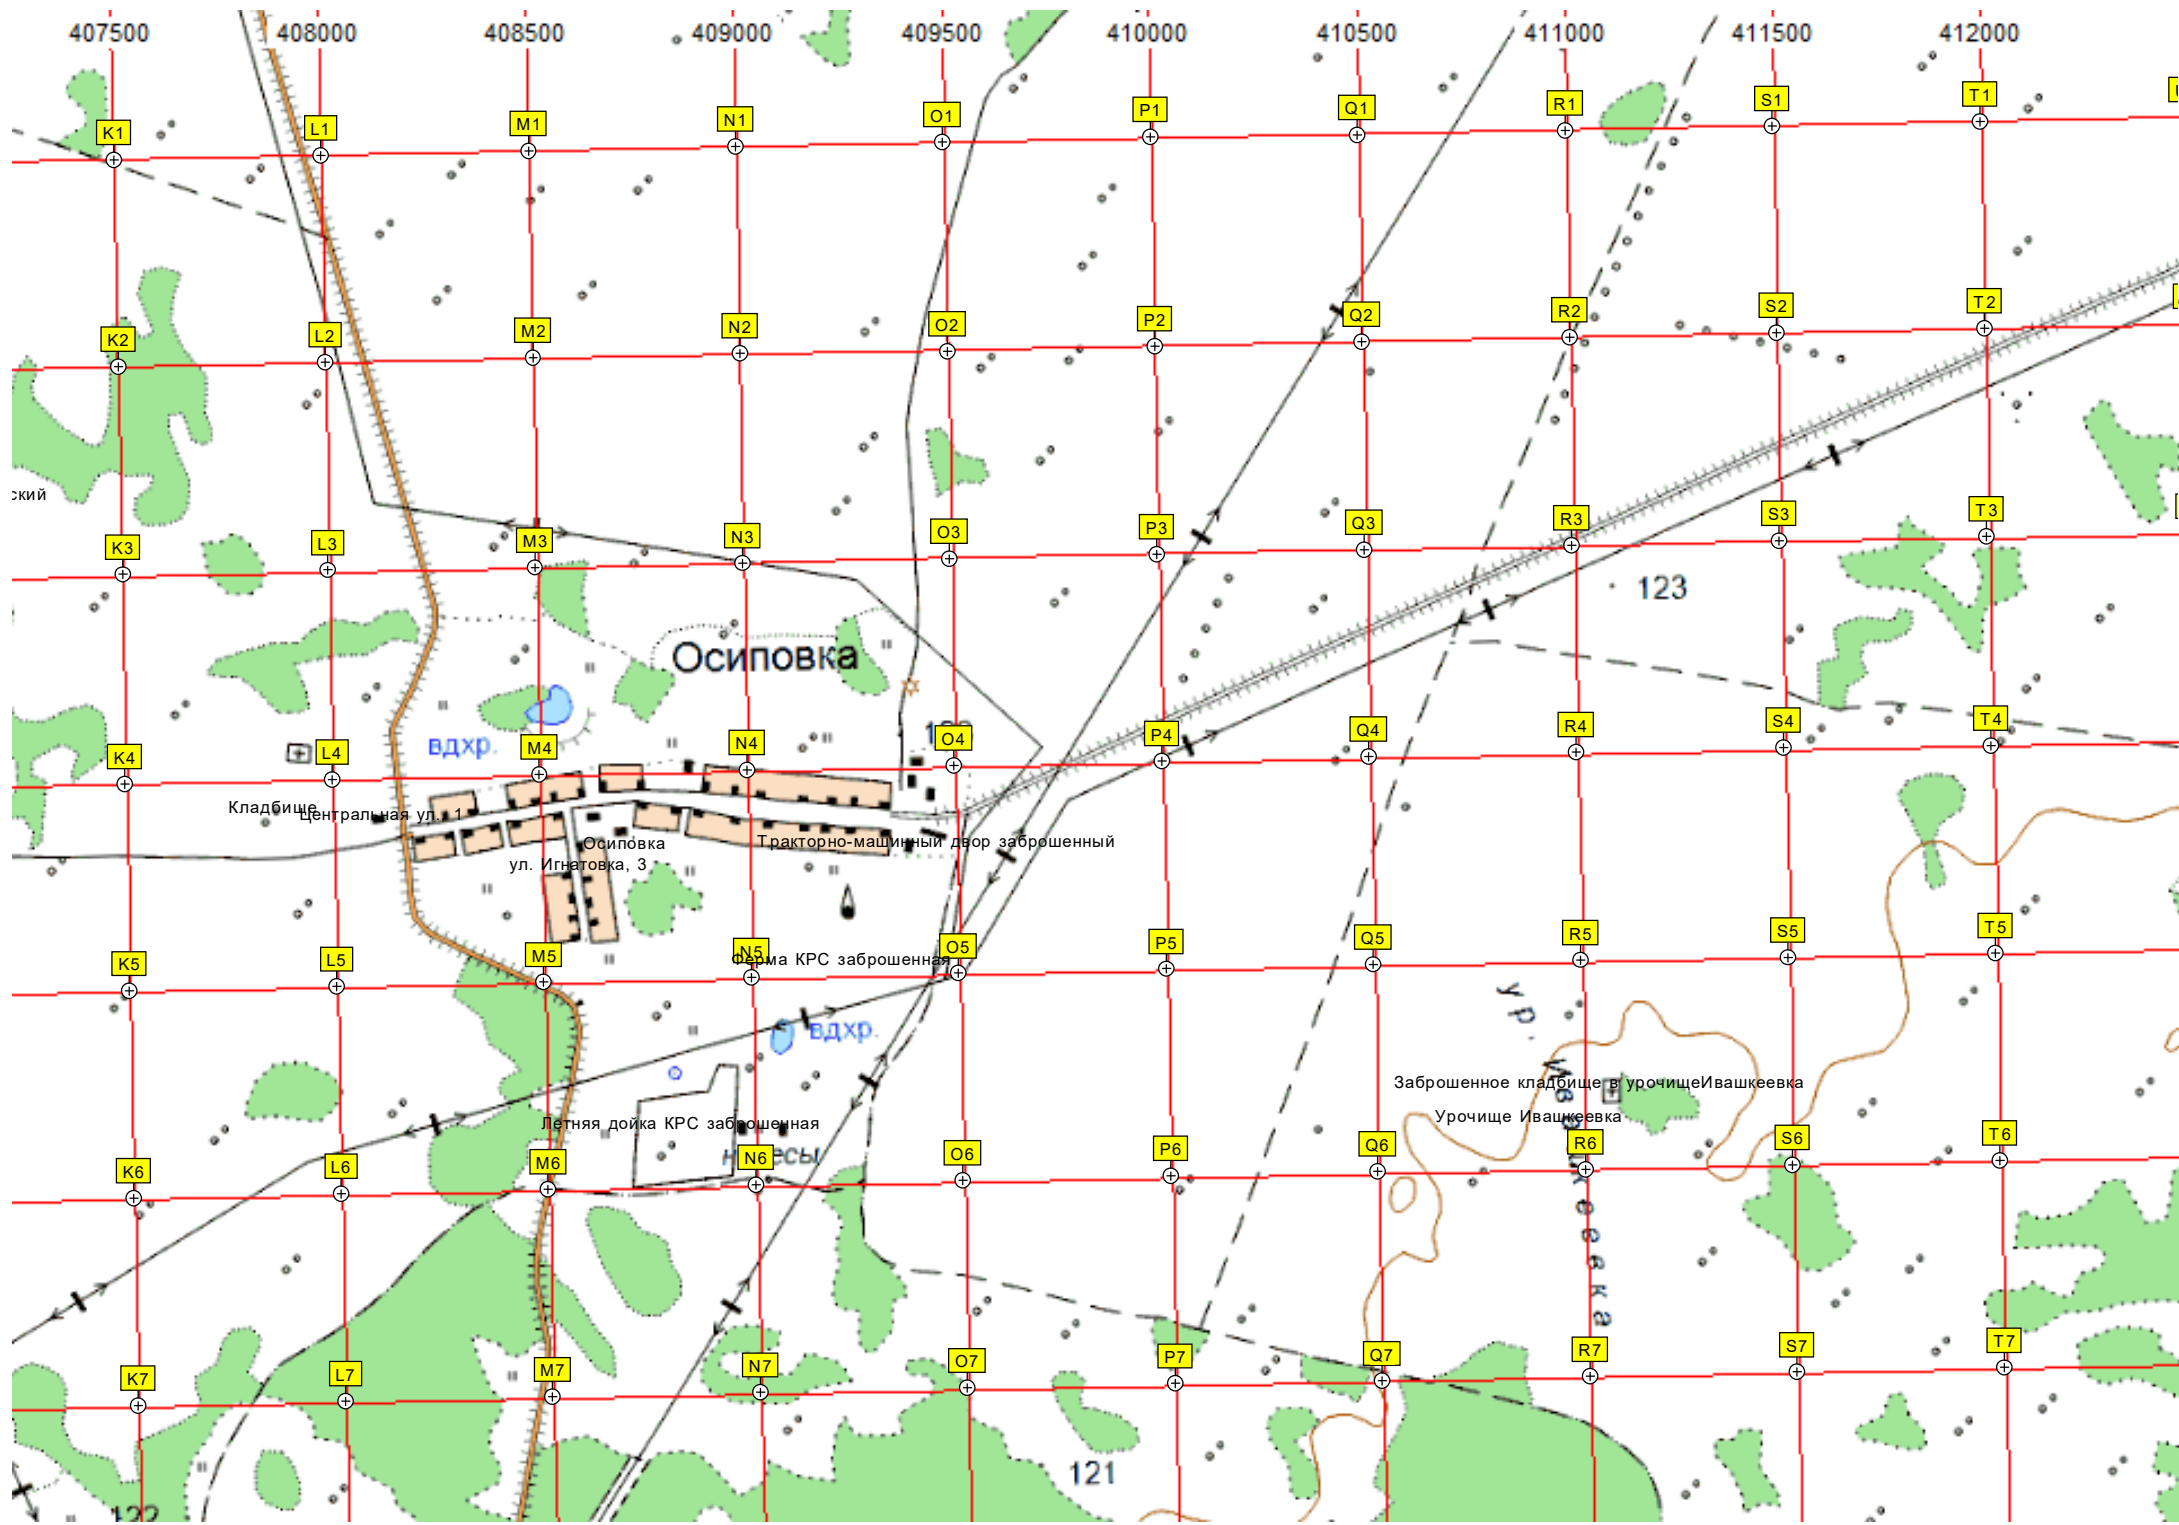 407500 408000 408500 409000 409500 410000 410500 411000 411500 412000
K1 L1 M1 N1 O1 P1 Q1 R1 S1 T1
K2 L2 M2 N2 O2 P2 Q2 R2 S2 T2
ский
K3 L3 M3 N3 O3 P3 Q3 R3 S3 T3
123
Осиповка
вдхр.
K4 L4 M4 N4 O4 P4 Q4 R4 S4 T4
Кладбище
Центральная ул., 1
Осиповка
Тракторно-машинный двор заброшенный
ул. Игнатовка, 3
K5 L5 M5 N5 O5 P5 Q5 R5 S5 T5
Ферма КРС заброшенная
вдхр.
ур. Ивашкеевка
Заброшенное кладбище в урочищеИвашкеевка
Урочище Ивашкеевка
Летняя дойка КРС заброшенная
K6 L6 M6 N6 O6 P6 Q6 R6 S6 T6
K7 L7 M7 N7 O7 P7 Q7 R7 S7 T7
121
122